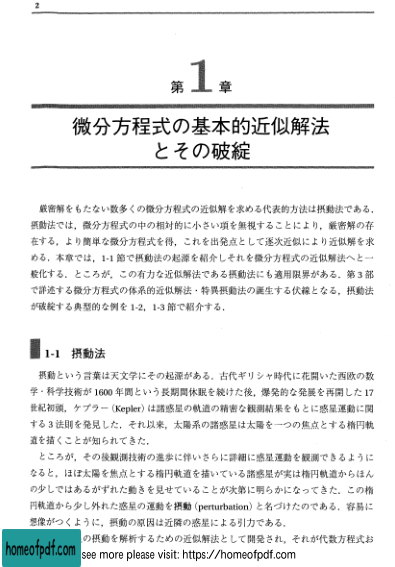 2
第1章
微分方程式の基本的近似解法
とその破綻
厳密解をもたない数多くの微分方程式の近似解を求める代表的方法は摂動法である．
摂動法では，微分方程式の中の相対的に小さい項を無視することにより，厳密解の存
在する，より簡単な微分方程式を得，これを出発点として逐次近似により近似解を求
める．本章では，1-1 節で摂動法の起源を紹介しそれを微分方程式の近似解法へと一
般化する．ところが，この有力な近似解法である摂動法にも適用限界がある．第 3 部
で詳述する微分方程式の体系的近似解法・特異摂動法の誕生する伏線となる，摂動法
が破綻する典型的な例を 1-2，1-3 節で紹介する．
1-1 摂動法
摂動という言葉は天文学にその起源がある．古代ギリシャ時代に花開いた西欧の数
学・科学技術が 1600 年間という長期間休眠を続けた後，爆発的な発展を再開した 17
世紀初頭，ケプラー (Kepler) は諸惑星の軌道の精密な観測結果をもとに惑星運動に関
する 3 法則を発見した．それ以来，太陽系の諸惑星は太陽を一つの焦点とする楕円軌
道を描くことが知られてきた．
ところが，その後観測技術の進歩に伴いさらに詳細に惑星運動を観測できるように
なると，ほぼ太陽を焦点とする楕円軌道を描いている諸惑星が実は楕円軌道からほん
の少しではあるがずれた動きを見せていることが次第に明らかになってきた．この楕
円軌道から少し外れた惑星の運動を摂動 (perturbation) と名づけたのである．容易に
想像がつくように，摂動の原因は近隣の惑星による引力である．
の摂動を解析するための近似解法として開発され，それが代数方程式お
homeofpdf.com
see more please visit: https://homeofpdf.com